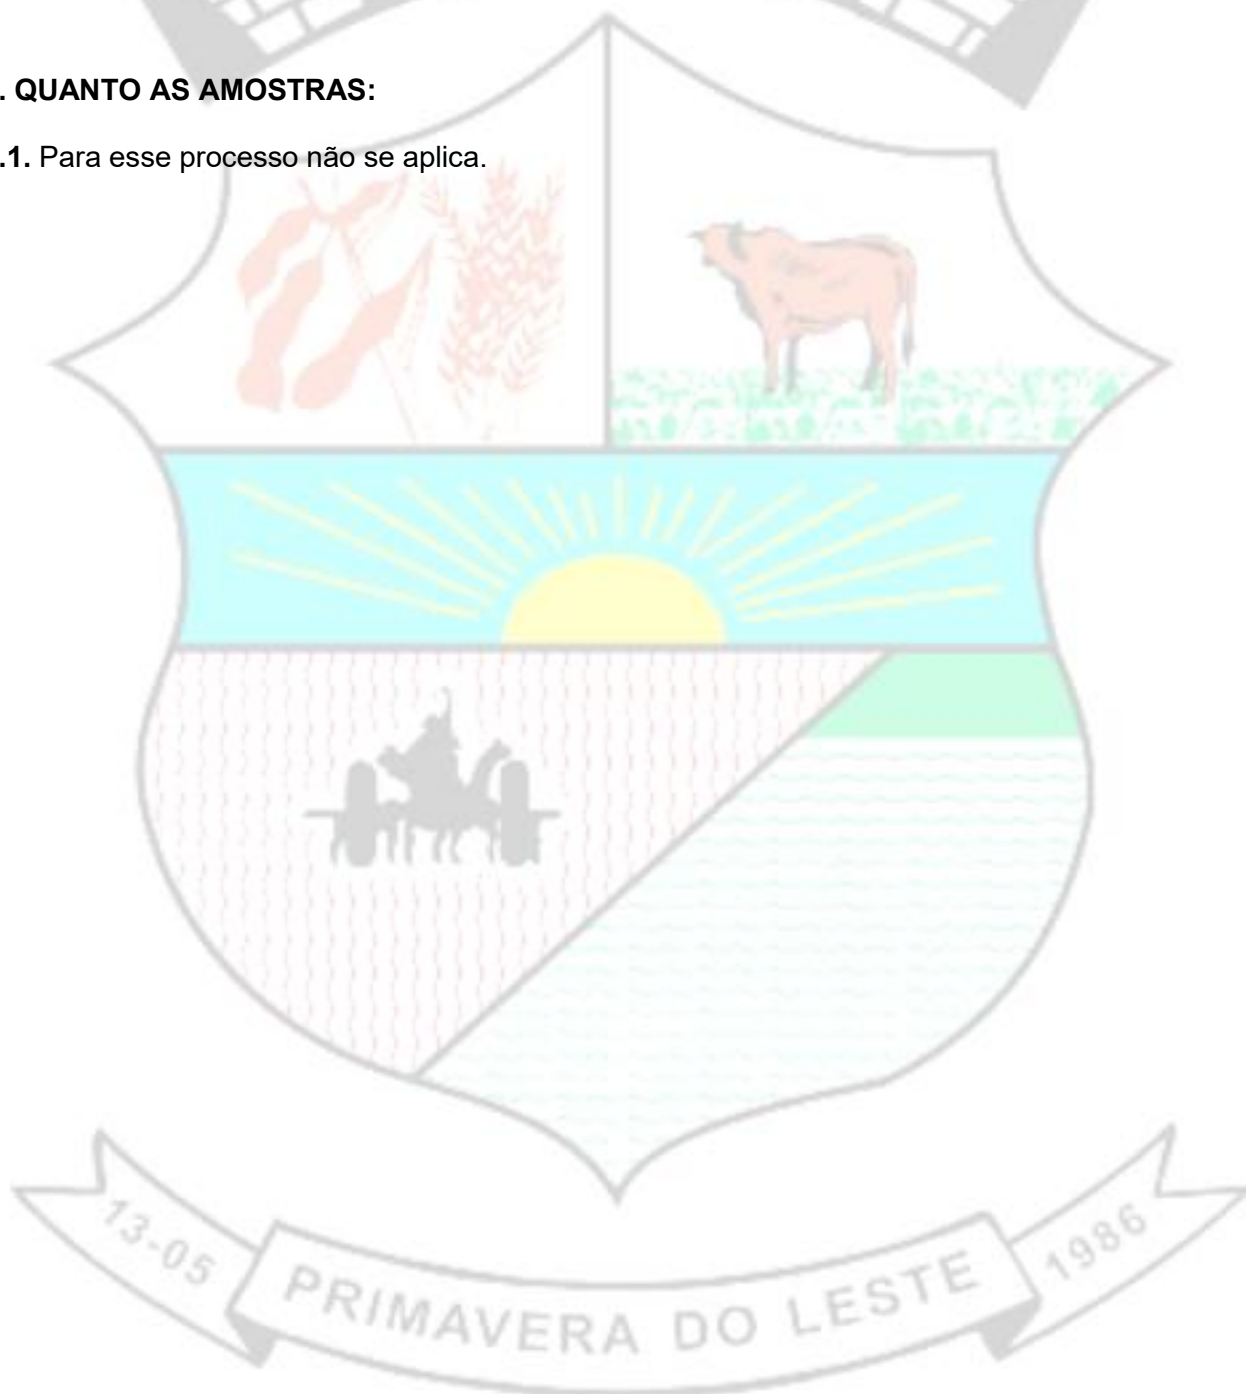 . QUANTO AS AMOSTRAS:
.1. Para esse processo não se aplica.
13-05
PRIMAVERA DO LESTE
1986